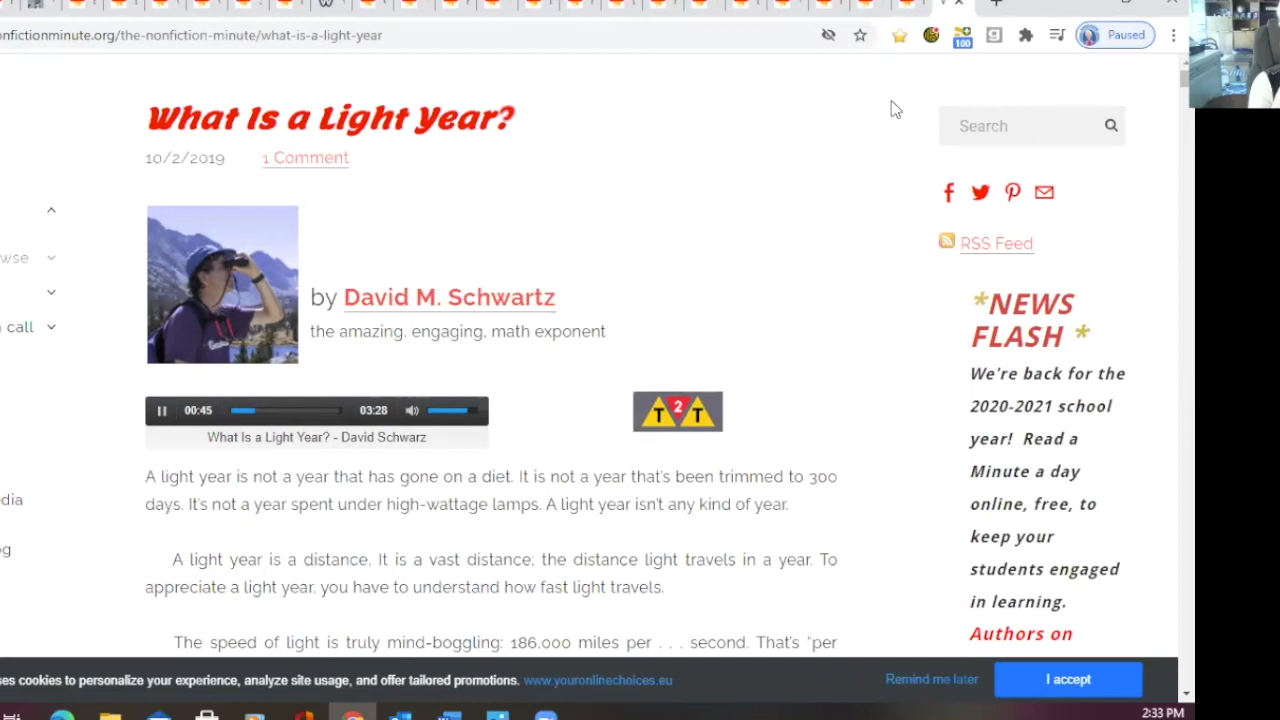 nfictionminute.org/the-nonfiction-minute/what-is-a-light-year
100
Paused
What Is a Light Year?
10/2/2019 1 Comment
Search
RSS Feed
by David M. Schwartz
the amazing, engaging, math exponent
wse
call
00:45 03:28
T 2 T
What Is a Light Year? - David Schwarz
A light year is not a year that has gone on a diet. It is not a year that's been trimmed to 300
days. It's not a year spent under high-wattage lamps. A light year isn't any kind of year.
A light year is a distance. It is a vast distance; the distance light travels in a year. To
appreciate a light year, you have to understand how fast light travels.
The speed of light is truly mind-boggling: 186,000 miles per . . . second. That's "per
dia
og
*NEWS
FLASH *
We're back for the
2020-2021 school
year! Read a
Minute a day
online, free, to
keep your
students engaged
in learning.
Authors on
es cookies to personalize your experience, analyze site usage, and offer tailored promotions. www.youronlinechoices.eu
Remind me later I accept
2:33 PM